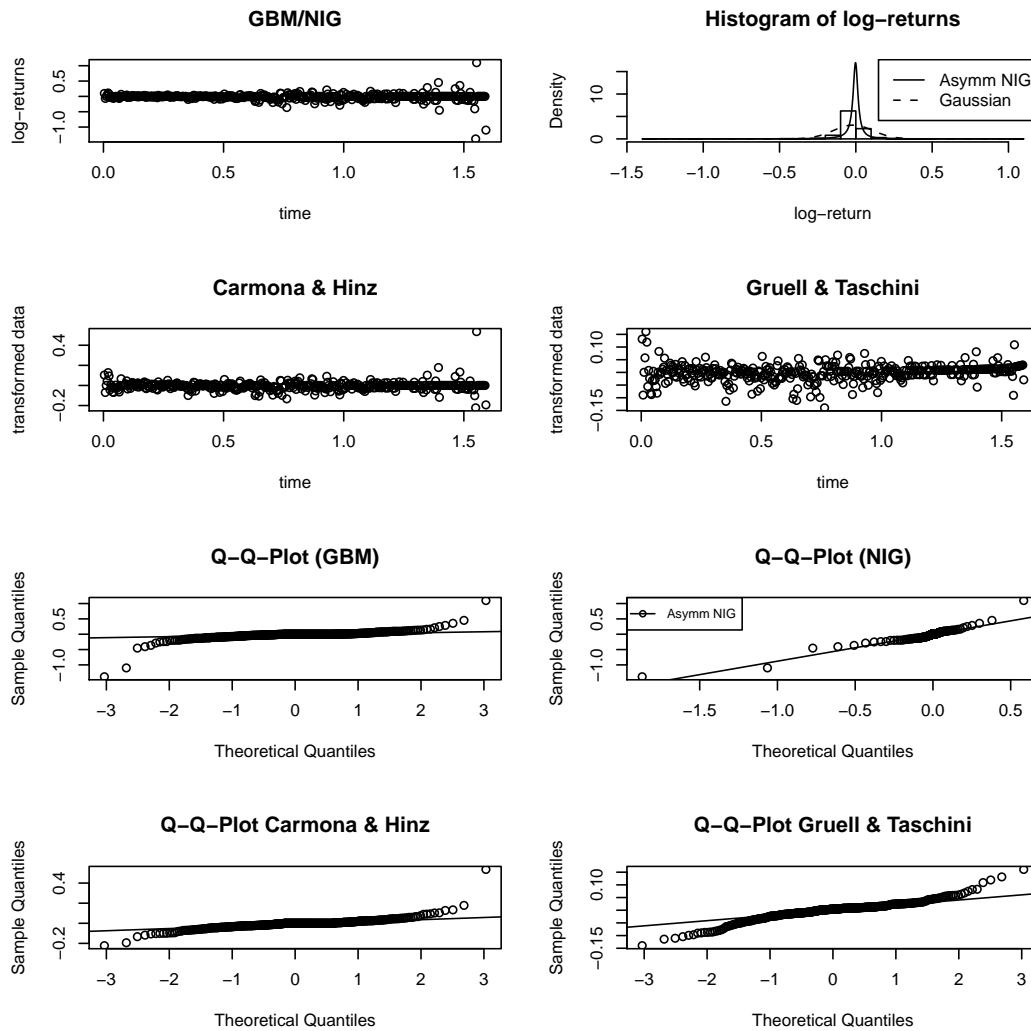 GBM/NIG
log−returns
0.5
−1.0
0.0 0.5 1.0 1.5
time
Histogram of log−returns
Density
10
0
Asymm NIG
Gaussian
−1.5 −1.0 −0.5 0.0 0.5 1.0
log−return
Carmona & Hinz
transformed data
0.4
−0.2
0.0 0.5 1.0 1.5
time
Gruell & Taschini
transformed data
0.10
−0.15
0.0 0.5 1.0 1.5
time
Q−Q−Plot (GBM)
Sample Quantiles
0.5
−1.0
−3 −2 −1 0 1 2 3
Theoretical Quantiles
Q−Q−Plot (NIG)
Sample Quantiles
0.5
−1.0
Asymm NIG
−1.5 −1.0 −0.5 0.0 0.5
Theoretical Quantiles
Q−Q−Plot Carmona & Hinz
Sample Quantiles
0.4
−0.2
−3 −2 −1 0 1 2 3
Theoretical Quantiles
Q−Q−Plot Gruell & Taschini
Sample Quantiles
0.10
−0.15
−3 −2 −1 0 1 2 3
Theoretical Quantiles